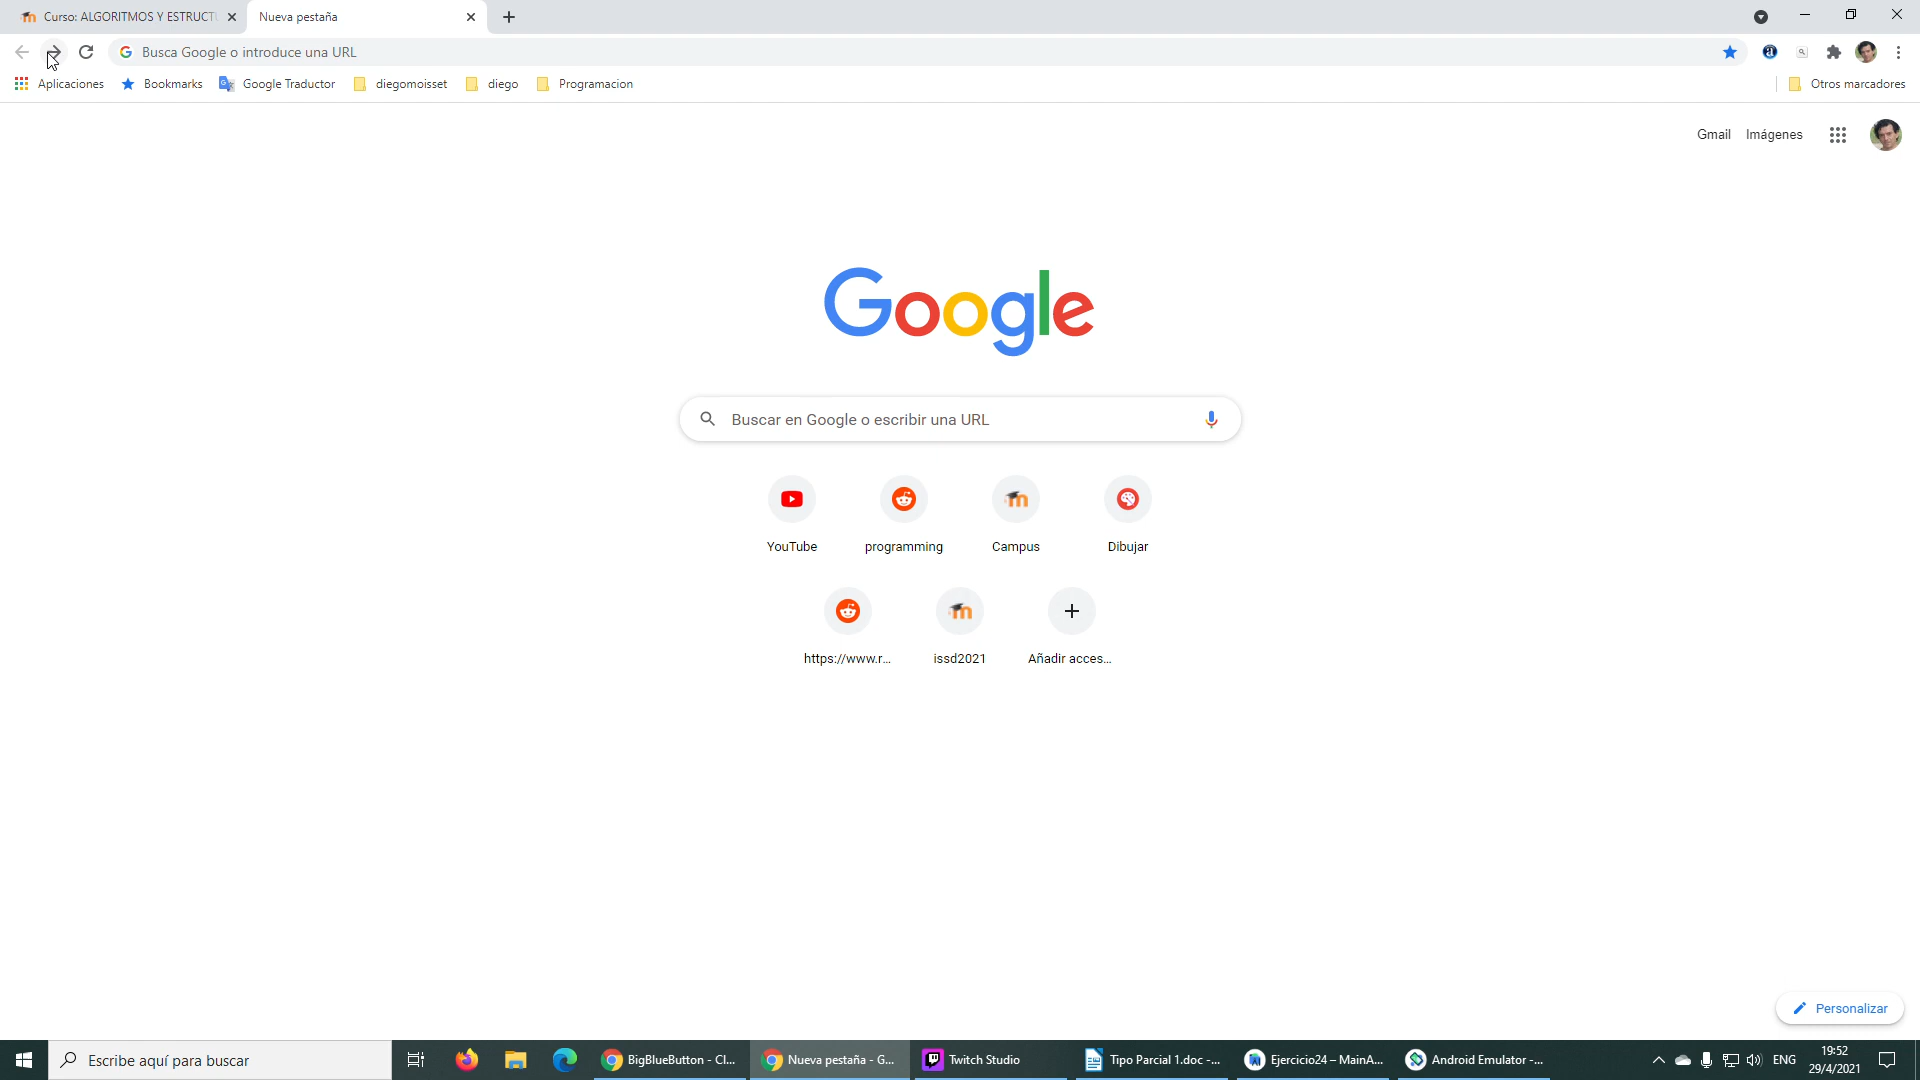 Curso: ALGORITMOS Y ESTRUCTU
Nueva pestaña
Busca Google o introduce una URL
Aplicaciones
Bookmarks
Google Traductor
diegomoisset
diego
Programacion
Otros marcadores
Gmail
Imágenes
Google
Buscar en Google o escribir una URL
YouTube
programming
Campus
Dibujar
https://www.r...
issd2021
Añadir acces...
Personalizar
Escribe aquí para buscar
BigBlueButton - Cl...
Nueva pestaña - G...
Twitch Studio
Tipo Parcial 1.doc -...
Ejercicio24 – MainA...
Android Emulator -...
ENG
19:52
29/4/2021